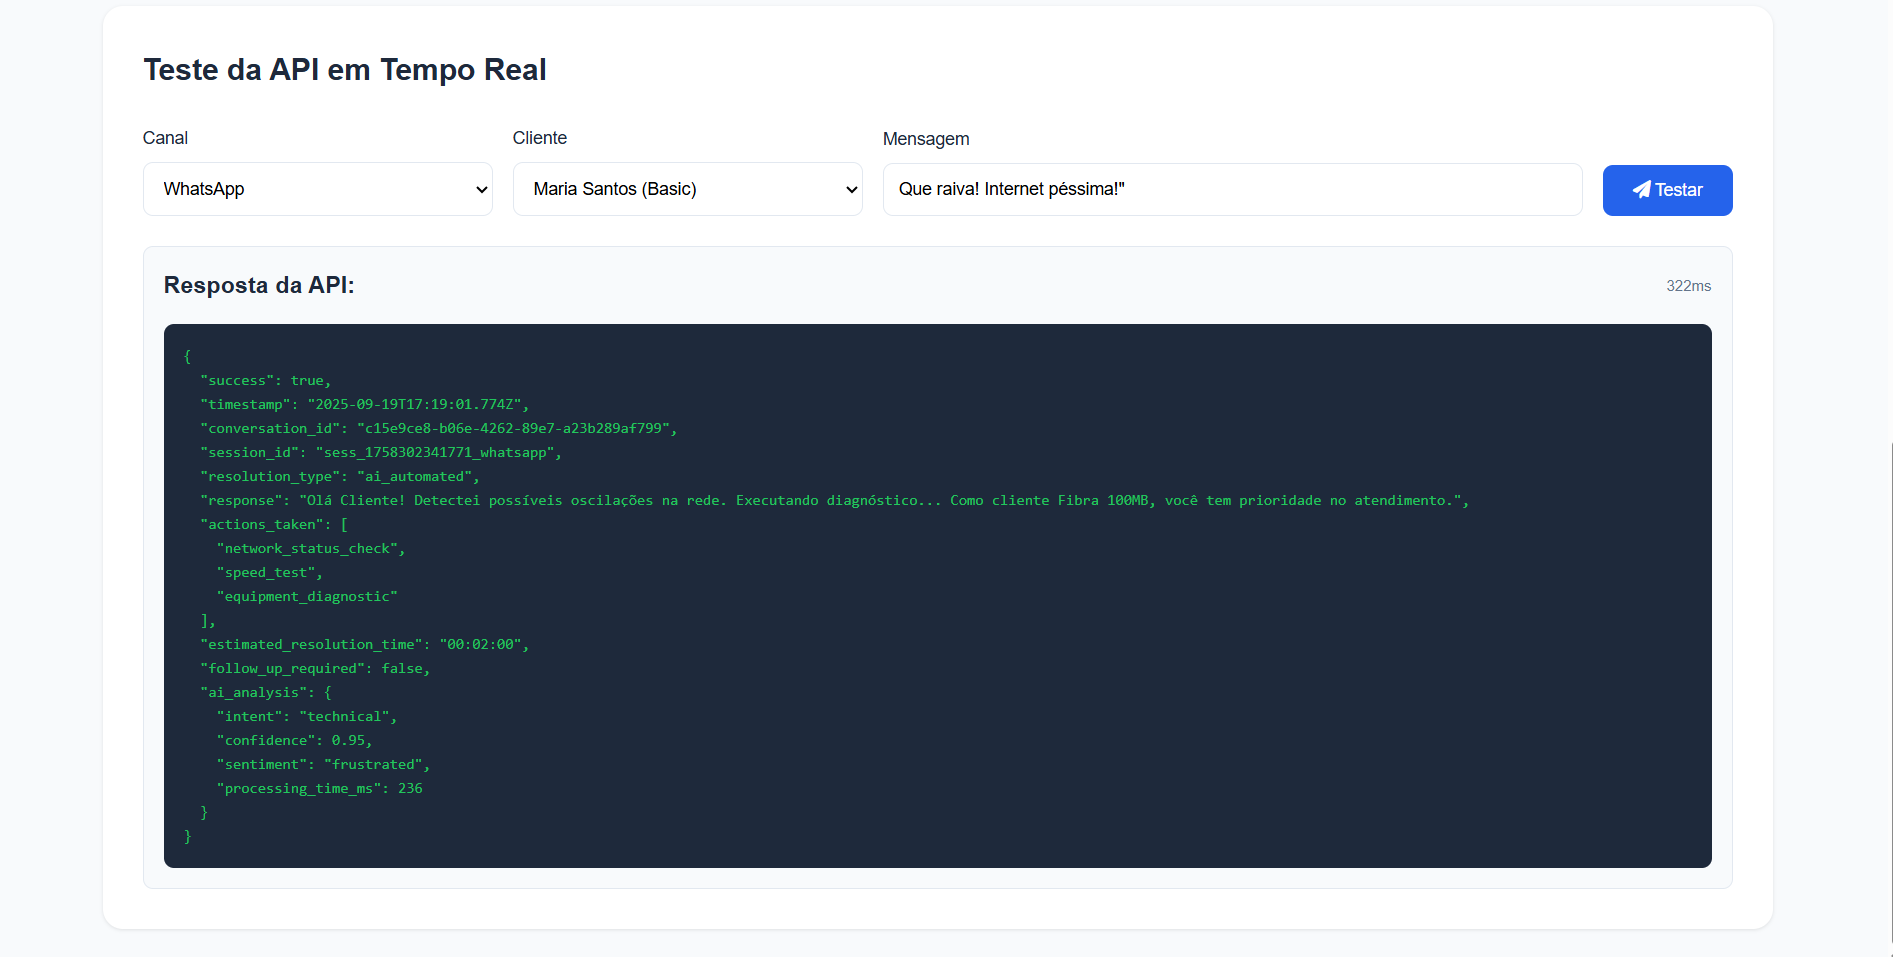 Teste da API em Tempo Real
Canal
Cliente
Mensagem
WhatsApp
Maria Santos (Basic)
Que raiva! Internet péssima!"
Testar
Resposta da API:
322ms
{
"success": true,
"timestamp": "2025-09-19T17:19:01.774Z",
"conversation_id": "c15e9ce8-b06e-4262-89e7-a23b289af799",
"session_id": "sess_1758302341771_whatsapp",
"resolution_type": "ai_automated",
"response": "Olá Cliente! Detectei possíveis oscilações na rede. Executando diagnóstico... Como cliente Fibra 100MB, você tem prioridade no atendimento.",
"actions_taken": [
"network_status_check",
"speed_test",
"equipment_diagnostic"
],
"estimated_resolution_time": "00:02:00",
"follow_up_required": false,
"ai_analysis": {
"intent": "technical",
"confidence": 0.95,
"sentiment": "frustrated",
"processing_time_ms": 236
}
}